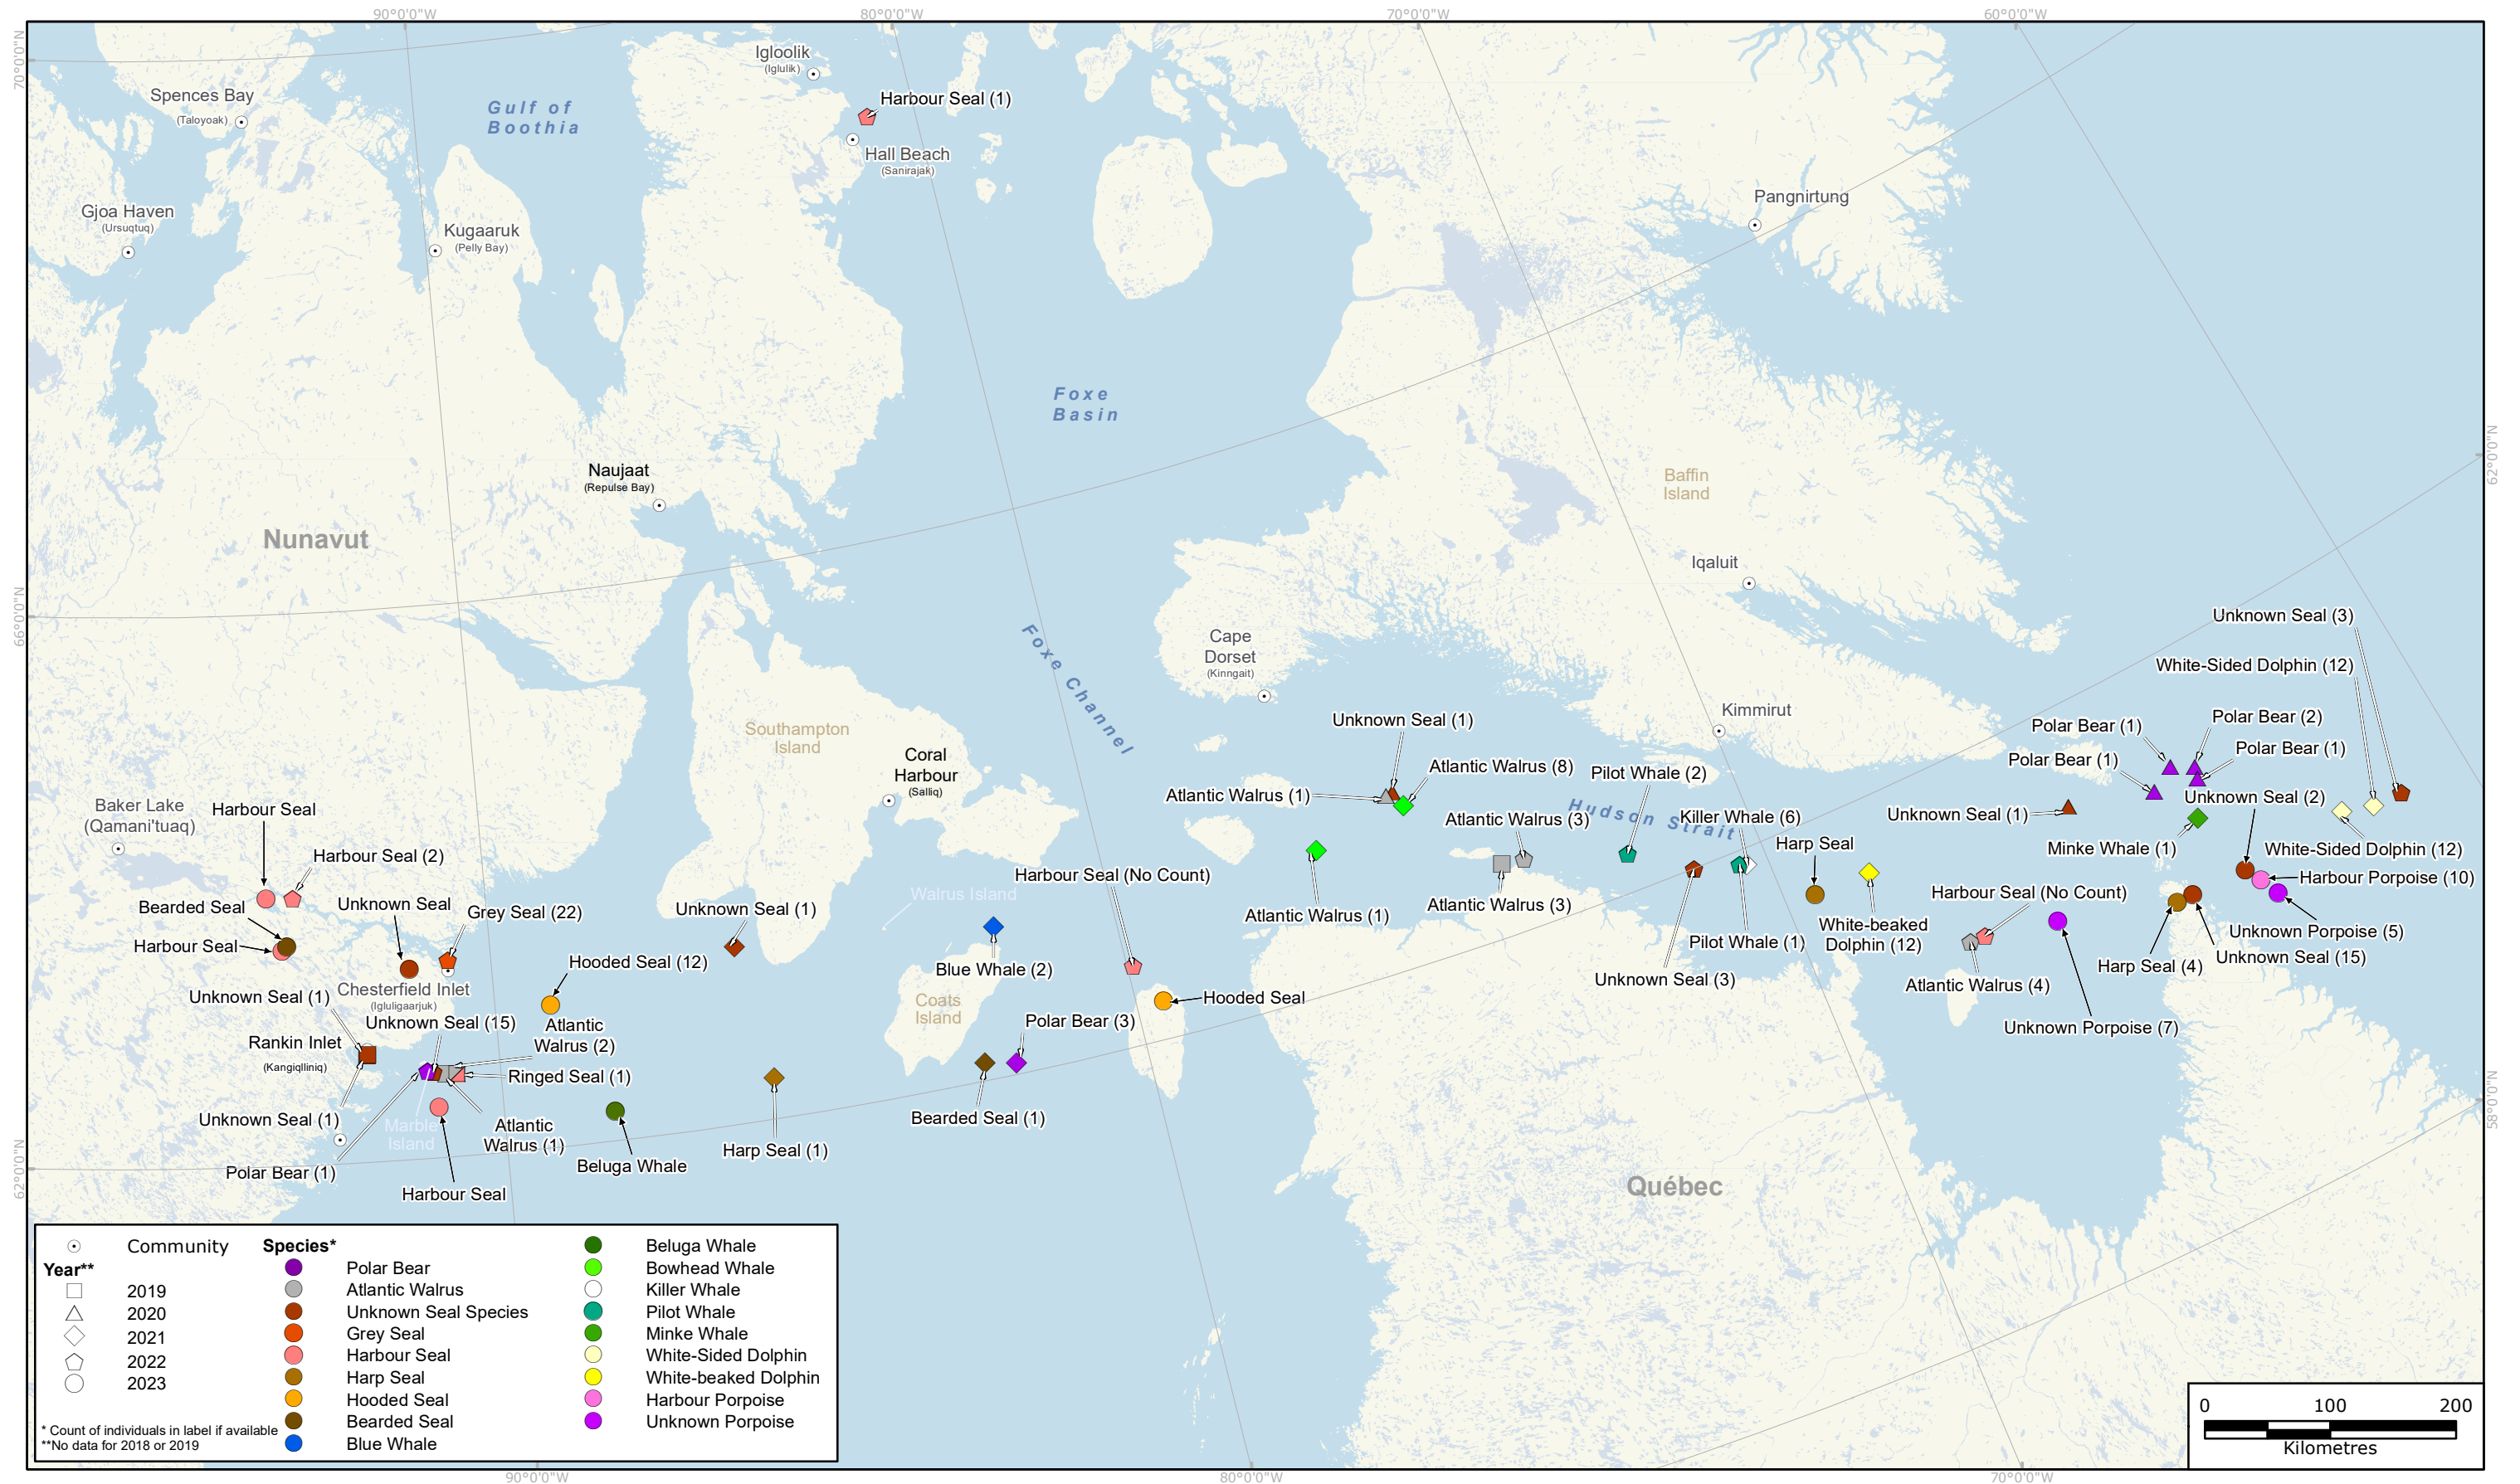 90°0'0"W
80°0'0"W
70°0'0"W
60°0'0"W
70°0'0"N
66°0'0"N
62°0'0"N
62°0'0"N
58°0'0"N
90°0'0"W
80°0'0"W
70°0'0"W
Igloolik
(Iglulik)
Spences Bay
(Taloyoak)
Gulf of
Boothia
Harbour Seal (1)
Hall Beach
(Sanirajak)
Gjoa Haven
(Ursuqtuq)
Kugaaruk
(Pelly Bay)
Pangnirtung
Foxe
Basin
Naujaat
(Repulse Bay)
Baffin
Island
Nunavut
Iqaluit
Foxe Channel
Cape
Dorset
(Kinngait)
Kimmirut
Southampton
Island
Coral
Harbour
(Salliq)
Baker Lake
(Qamani'tuaq)
Harbour Seal
Harbour Seal (2)
Bearded Seal
Harbour Seal
Unknown Seal
Grey Seal (22)
Hooded Seal (12)
Chesterfield Inlet
(Igluligaarjuk)
Unknown Seal (1)
Unknown Seal (15)
Atlantic
Walrus (2)
Rankin Inlet
(Kangiqlliniq)
Ringed Seal (1)
Unknown Seal (1)
Marble
Island
Atlantic
Walrus (1)
Polar Bear (1)
Harbour Seal
Beluga Whale
Harp Seal (1)
Unknown Seal (1)
Walrus Island
Blue Whale (2)
Coats
Island
Polar Bear (3)
Bearded Seal (1)
Harbour Seal (No Count)
Hooded Seal
Unknown Seal (1)
Atlantic Walrus (8)
Atlantic Walrus (1)
Atlantic Walrus (1)
Pilot Whale (2)
Hudson Strait
Atlantic Walrus (3)
Atlantic Walrus (3)
Killer Whale (6)
Harp Seal
Pilot Whale (1)
Unknown Seal (3)
White-beaked
Dolphin (12)
Unknown Seal (3)
White-Sided Dolphin (12)
Polar Bear (1)
Polar Bear (2)
Polar Bear (1)
Polar Bear (1)
Unknown Seal (2)
Unknown Seal (1)
Minke Whale (1)
White-Sided Dolphin (12)
Harbour Porpoise (10)
Harbour Seal (No Count)
Unknown Porpoise (5)
Unknown Seal (15)
Harp Seal (4)
Atlantic Walrus (4)
Unknown Porpoise (7)
Québec
Community
Year**
2019
2020
2021
2022
2023
Species*
Polar Bear
Atlantic Walrus
Unknown Seal Species
Grey Seal
Harbour Seal
Harp Seal
Hooded Seal
Bearded Seal
Blue Whale
Beluga Whale
Bowhead Whale
Killer Whale
Pilot Whale
Minke Whale
White-Sided Dolphin
White-beaked Dolphin
Harbour Porpoise
Unknown Porpoise
* Count of individuals in label if available
**No data for 2018 or 2019
0 100 200
Kilometres